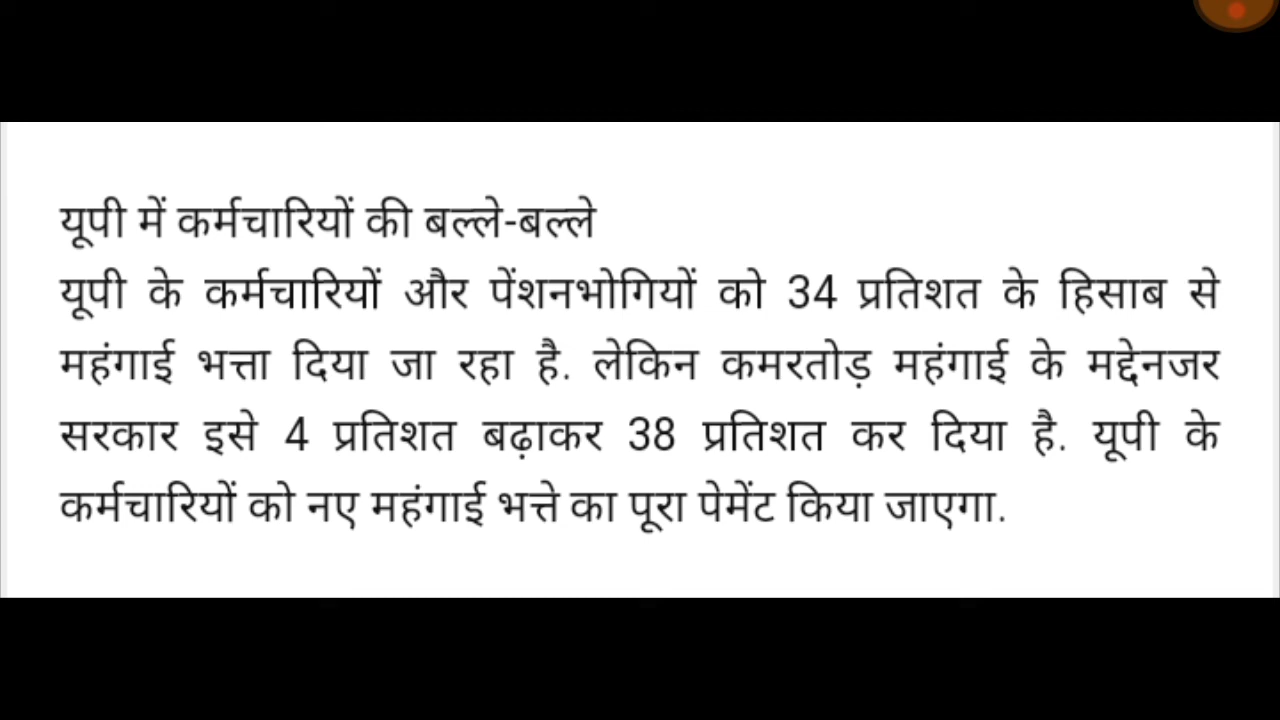 यूपी में कर्मचारियों की बल्ले-बल्ले
यूपी के कर्मचारियों और पेंशनभोगियों को 34 प्रतिशत के हिसाब से
महंगाई भत्ता दिया जा रहा है. लेकिन कमरतोड़ महंगाई के मद्देनजर
सरकार इसे 4 प्रतिशत बढ़ाकर 38 प्रतिशत कर दिया है. यूपी के
कर्मचारियों को नए महंगाई भत्ते का पूरा पेमेंट किया जाएगा.